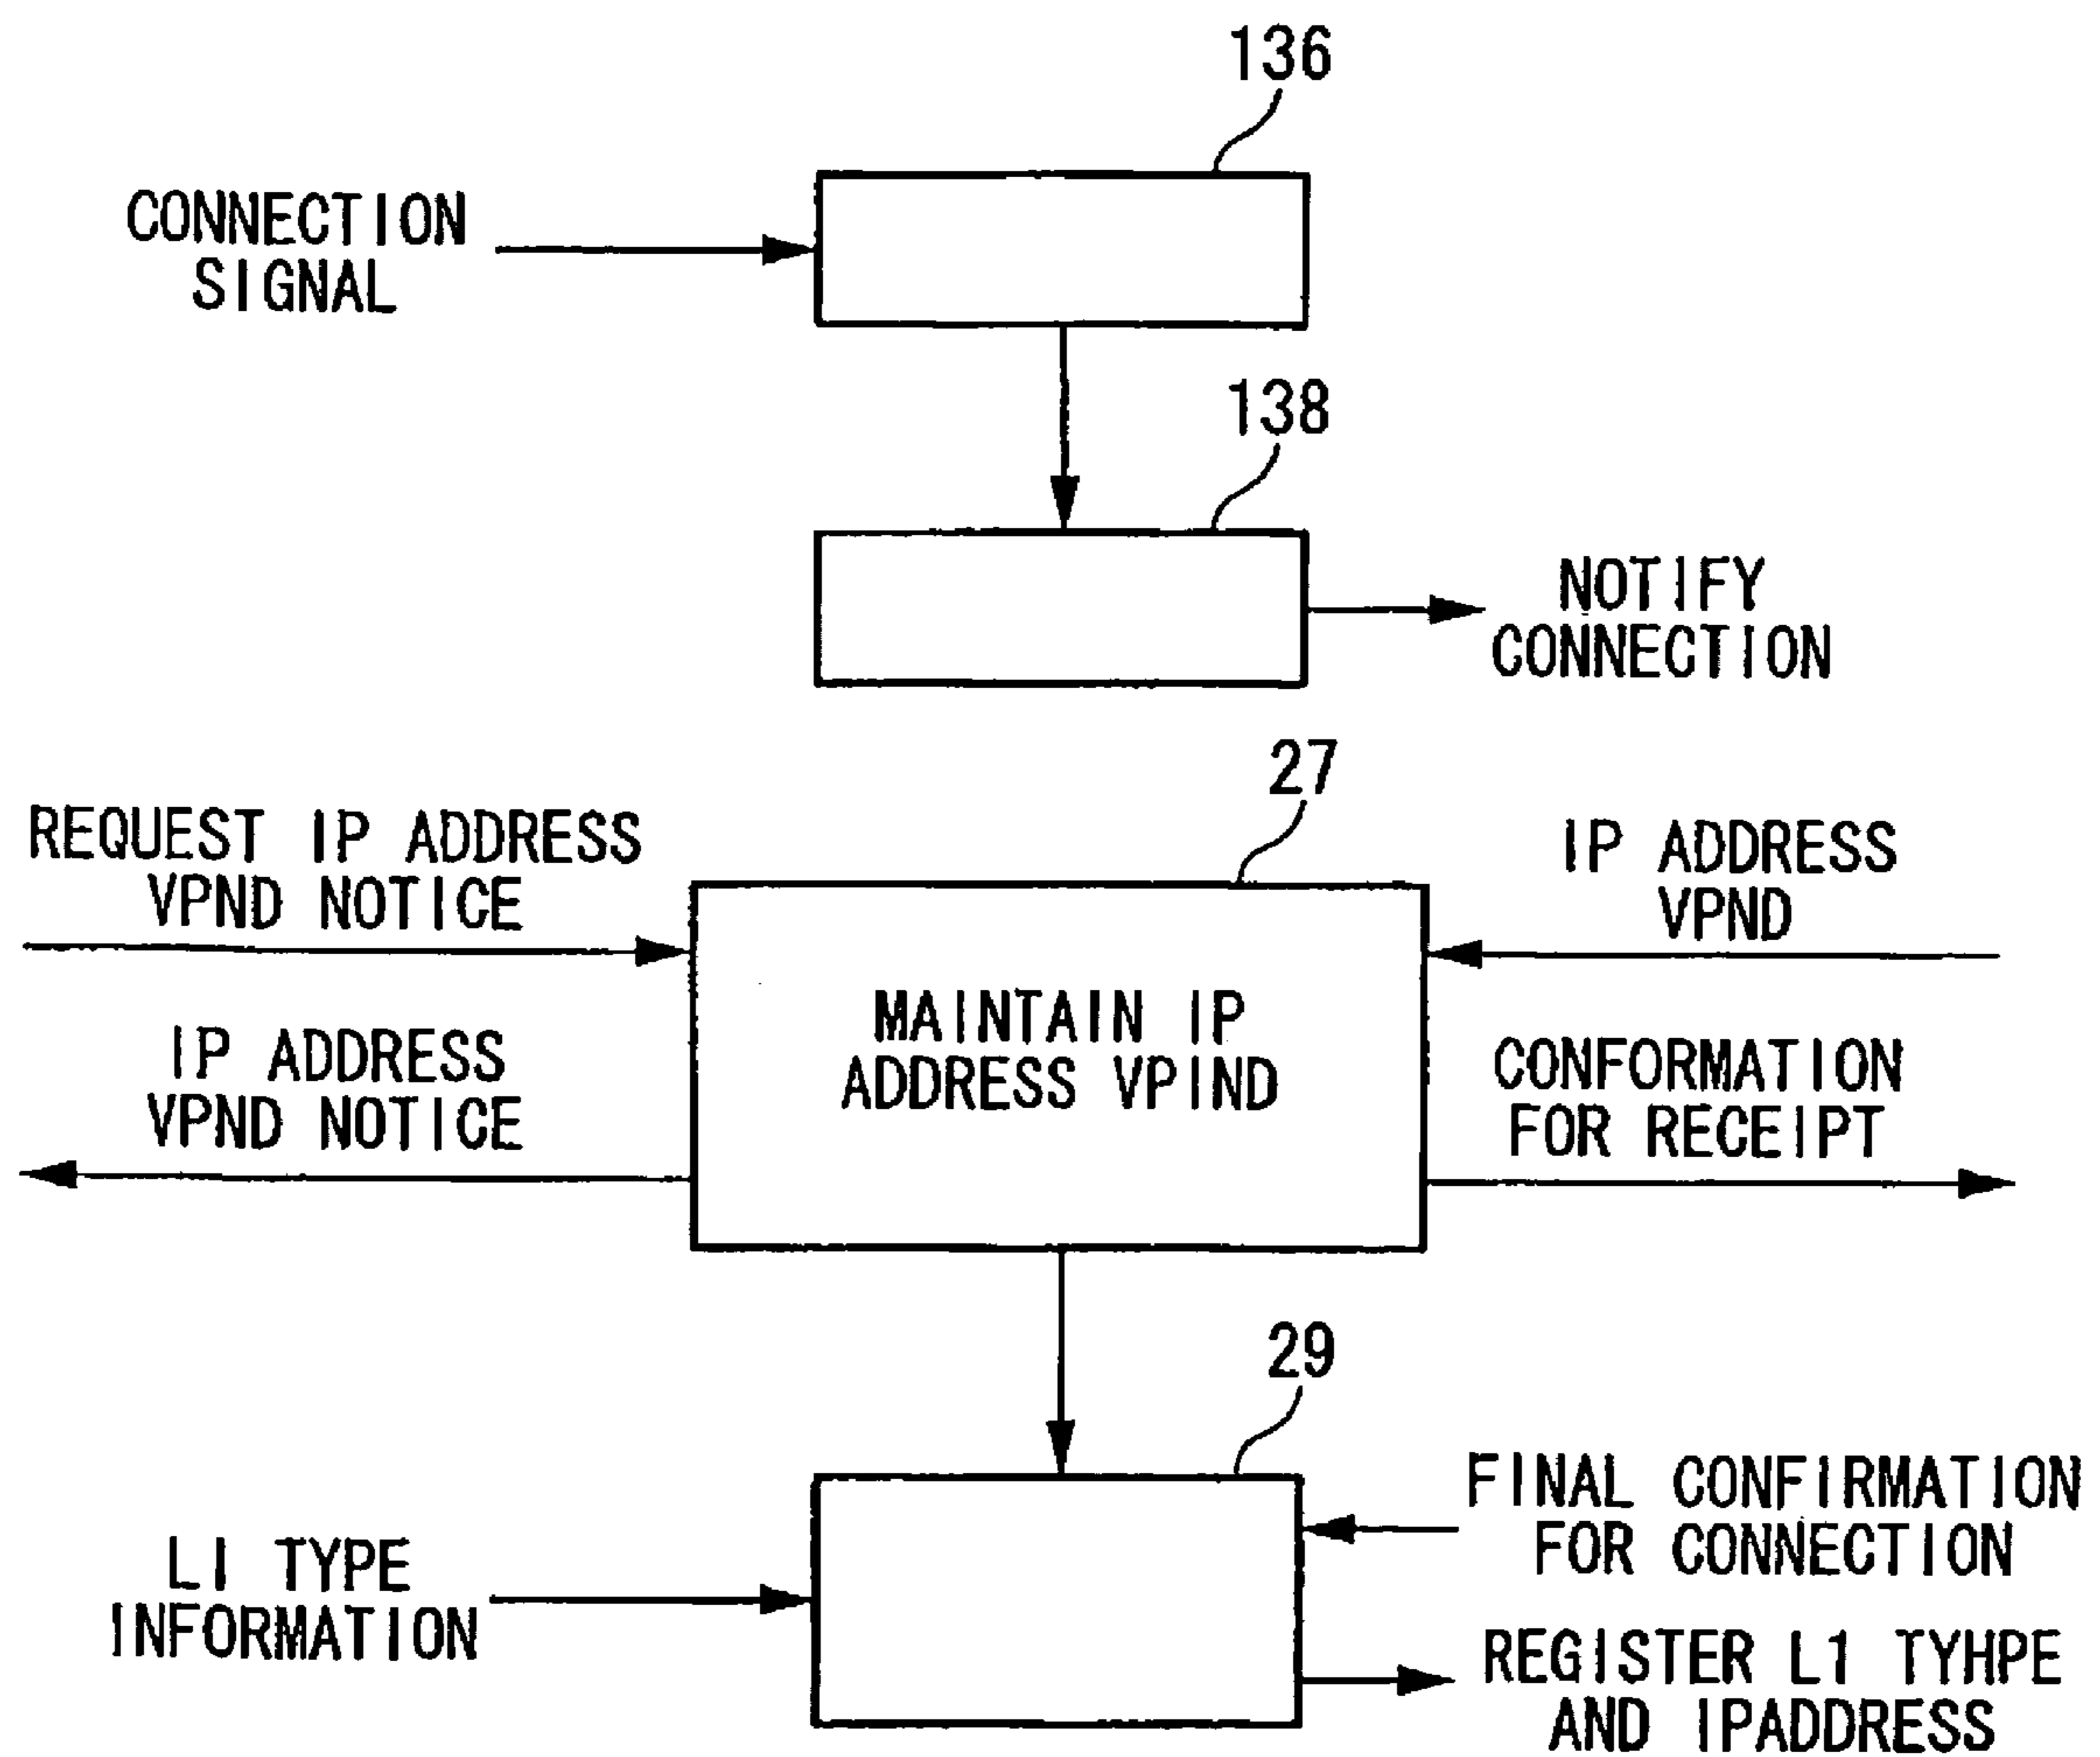 136
CONNECTION
SIGNAL
138
NOTIFY
CONNECTION
27
REQUEST IP ADDRESS
VPND NOTICE
IP ADDRESS
VPND
MAINTAIN IP
ADDRESS VPIND
IP ADDRESS
VPND NOTICE
CONFORMATION
FOR RECEIPT
29
FINAL CONFIRMATION
FOR CONNECTION
LI TYPE
INFORMATION
REGISTER L1 TYHPE
AND IPADDRESS